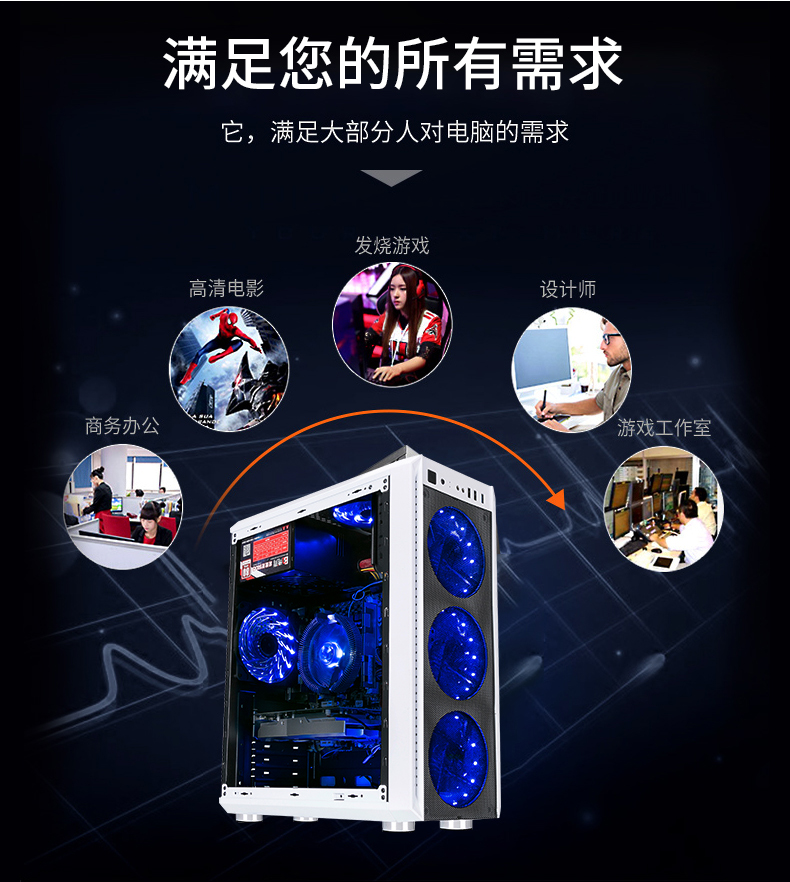 满足您的所有需求
它，满足大部分人对电脑的需求
发烧游戏
高清电影
设计师
商务办公
游戏工作室